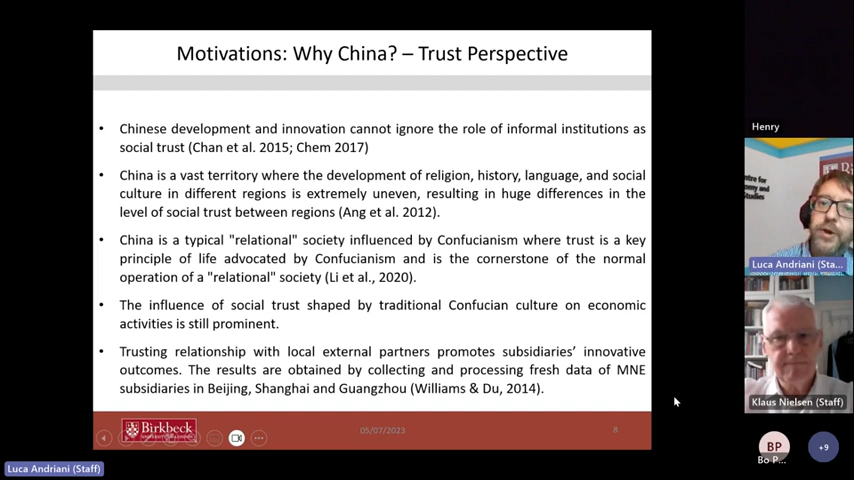 Motivations: Why China? – Trust Perspective
• Chinese development and innovation cannot ignore the role of informal institutions as
social trust (Chan et al. 2015; Chem 2017)
• China is a vast territory where the development of religion, history, language, and social
culture in different regions is extremely uneven, resulting in huge differences in the
level of social trust between regions (Ang et al. 2012).
• China is a typical "relational" society influenced by Confucianism where trust is a key
principle of life advocated by Confucianism and is the cornerstone of the normal
operation of a "relational" society (Li et al., 2020).
• The influence of social trust shaped by traditional Confucian culture on economic
activities is still prominent.
• Trusting relationship with local external partners promotes subsidiaries’ innovative
outcomes. The results are obtained by collecting and processing fresh data of MNE
subsidiaries in Beijing, Shanghai and Guangzhou (Williams & Du, 2014).
Birkbeck
05/07/2023
8
Luca Andriani (Staff)
Henry
Luca Andriani (Sta...
Klaus Nielsen (Staff)
BP
Bo P...
+9